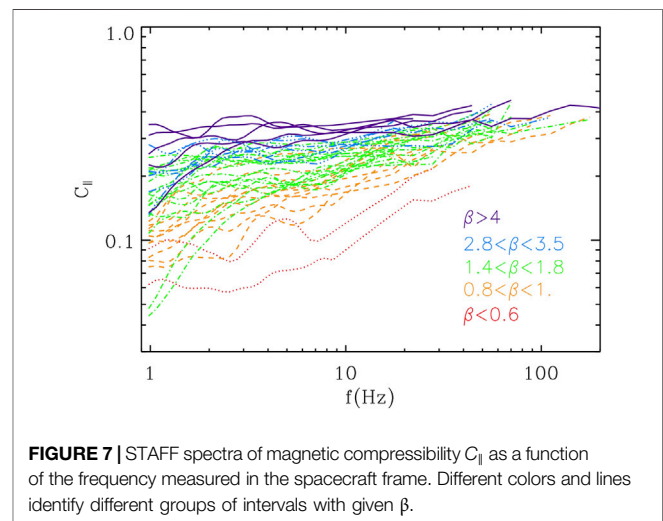 1.0
0.1
C∥
1
10
100
f(Hz)
β>4
2.8<β<3.5
1.4<β<1.8
0.8<β<1.
β<0.6
FIGURE 7 | STAFF spectra of magnetic compressibility C∥ as a function
of the frequency measured in the spacecraft frame. Different colors and lines
identify different groups of intervals with given β.